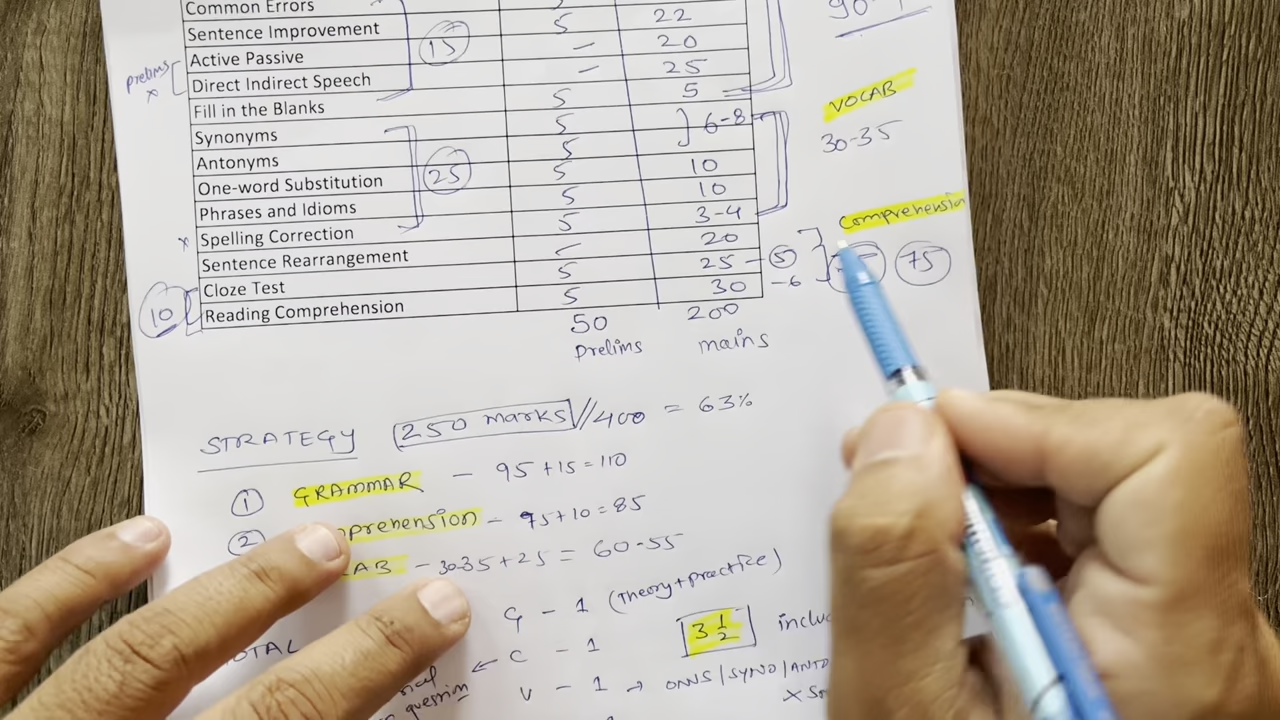 Common Errors
Sentence Improvement 5 22
Active Passive – 20
Direct Indirect Speech – 25
Fill in the Blanks 5 5
Synonyms 5 6-8
Antonyms 5
One-word Substitution 5 10
Phrases and Idioms 5 10
Spelling Correction 5 3-4
Sentence Rearrangement 20
Cloze Test 5 25 – 5
Reading Comprehension 5 30 – 6
50 200
Prelims mains
prelims x
15
25
x
10
VOCAB
30-35
Comprehension
75
STRATEGY 250 marks//400 = 63%
1 GRAMMAR – 95+15=110
2 prehension – 75+10=85
AB – 30-35+25 = 60-55
G – 1 (Theory+practice)
OTAL C – 1 3 1/2 inclu
question V – 1 → OWS/SYNO/ANTO
x